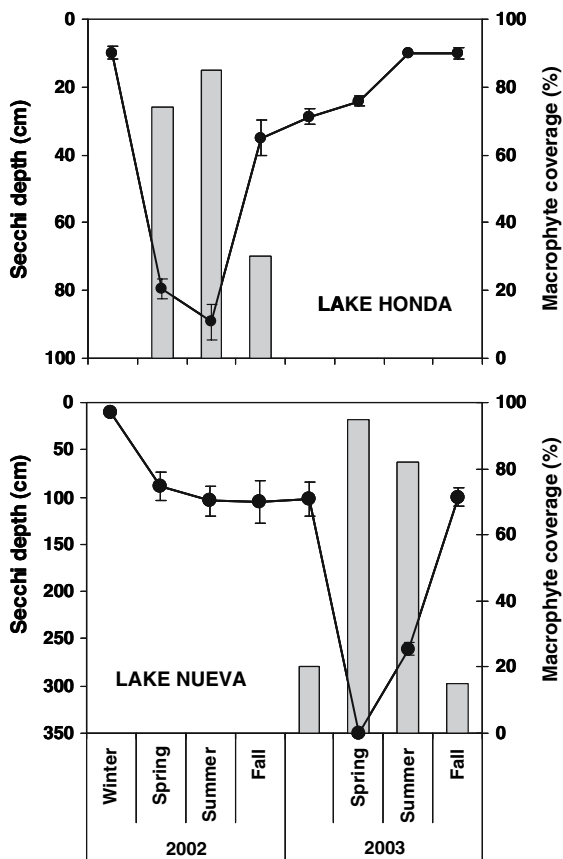 0
20
40
60
80
100
Secchi depth (cm)
100
80
60
40
20
0
Macrophyte coverage (%)
LAKE HONDA
0
50
100
150
200
250
300
350
Secchi depth (cm)
100
80
60
40
20
0
Macrophyte coverage (%)
LAKE NUEVA
Winter
Spring
Summer
Fall
Spring
Summer
Fall
2002
2003